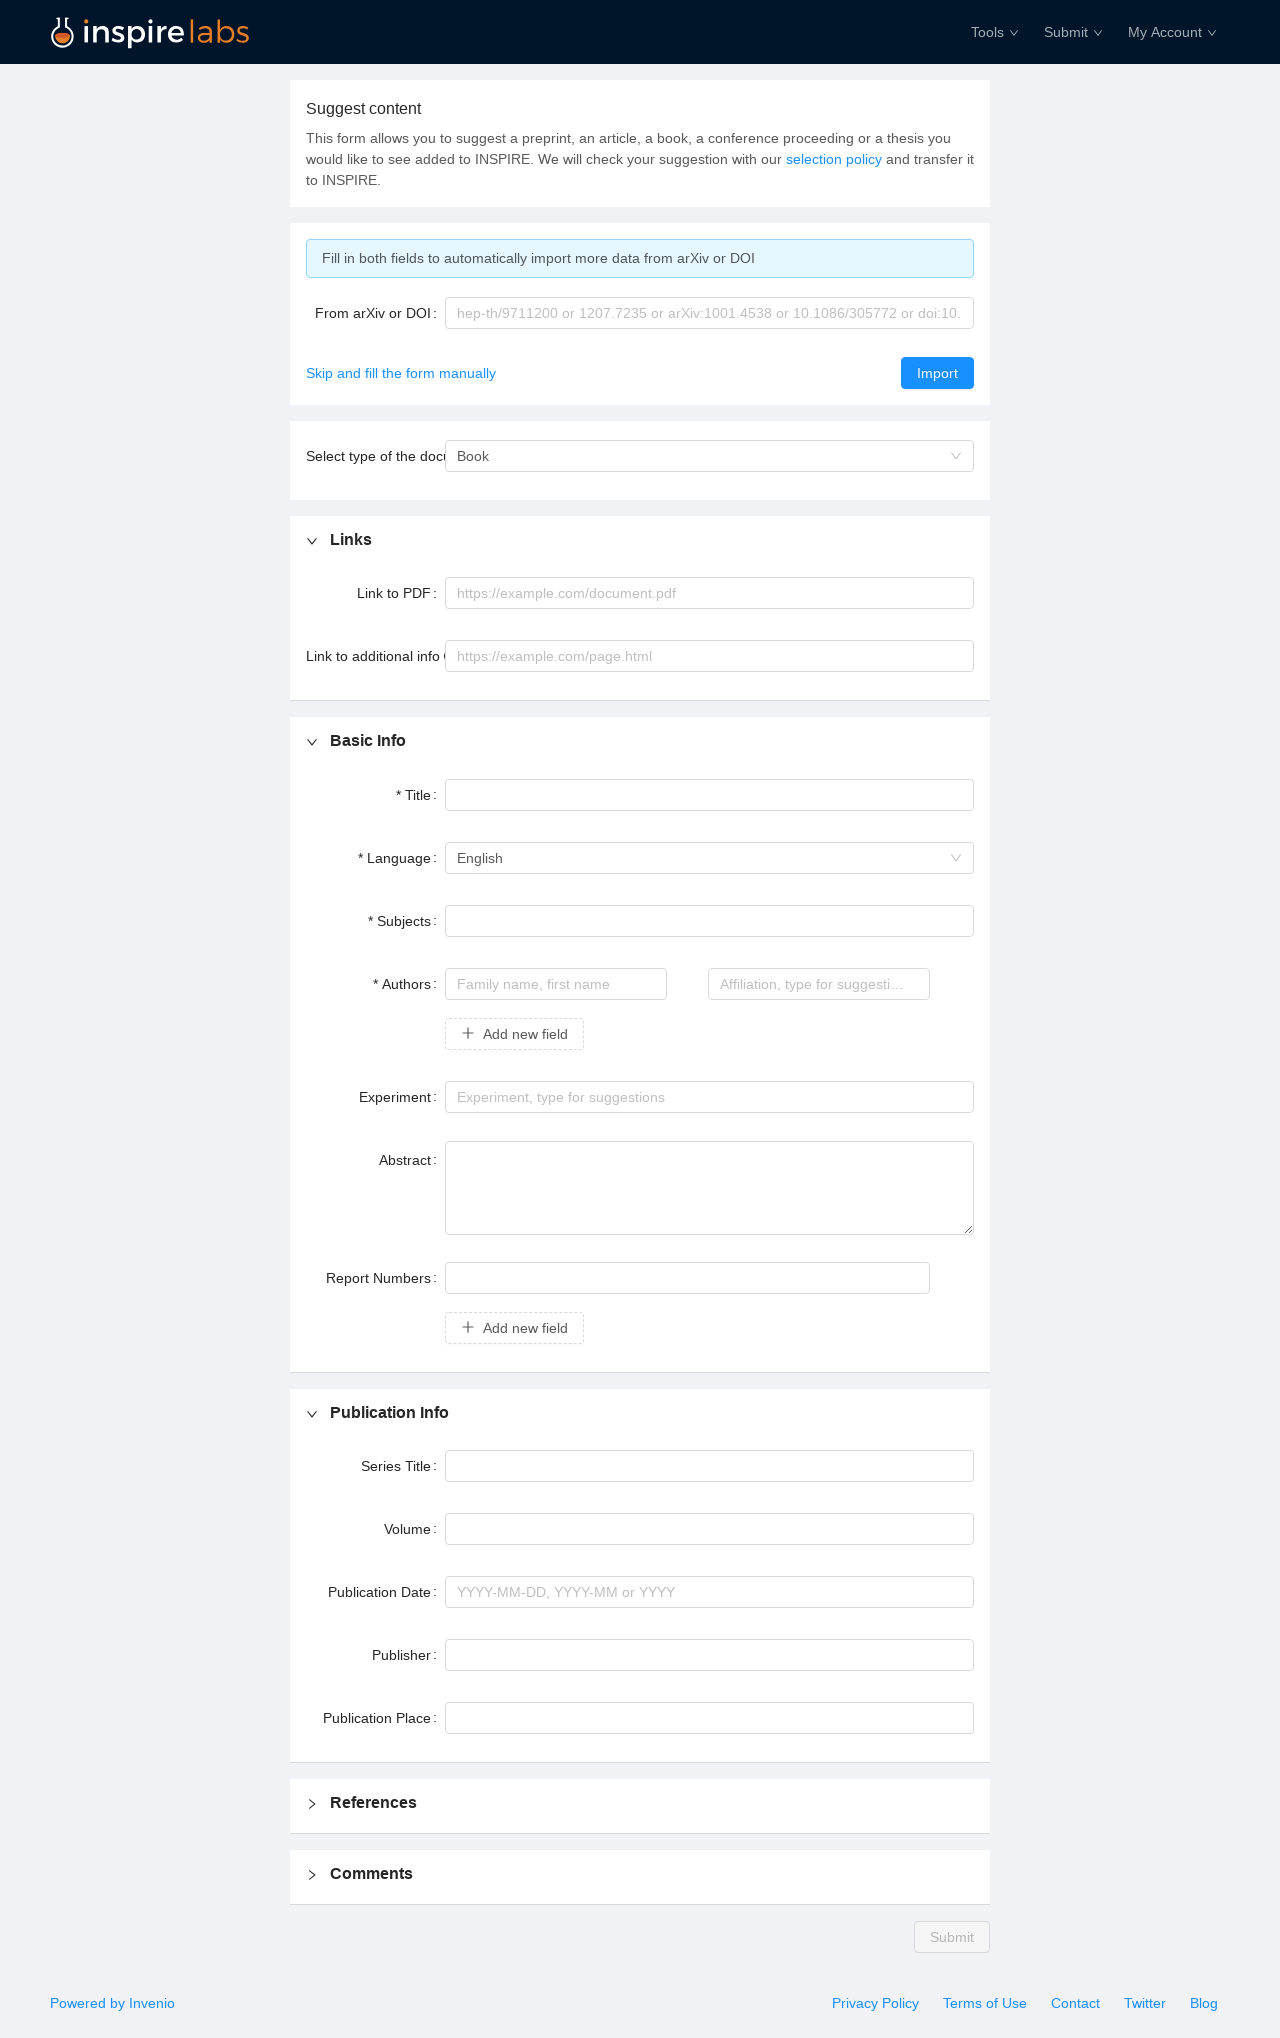 inspire labs
Tools
Submit
My Account
Suggest content
This form allows you to suggest a preprint, an article, a book, a conference proceeding or a thesis you
would like to see added to INSPIRE. We will check your suggestion with our selection policy and transfer it
to INSPIRE.
Fill in both fields to automatically import more data from arXiv or DOI
From arXiv or DOI : hep-th/9711200 or 1207.7235 or arXiv:1001.4538 or 10.1086/305772 or doi:10.
Skip and fill the form manually
Import
Select type of the docu Book
Links
Link to PDF : https://example.com/document.pdf
Link to additional info https://example.com/page.html
Basic Info
* Title :
* Language : English
* Subjects :
* Authors : Family name, first name Affiliation, type for suggesti...
Add new field
Experiment : Experiment, type for suggestions
Abstract :
Report Numbers :
Add new field
Publication Info
Series Title :
Volume :
Publication Date : YYYY-MM-DD, YYYY-MM or YYYY
Publisher :
Publication Place :
References
Comments
Submit
Powered by Invenio
Privacy Policy
Terms of Use
Contact
Twitter
Blog